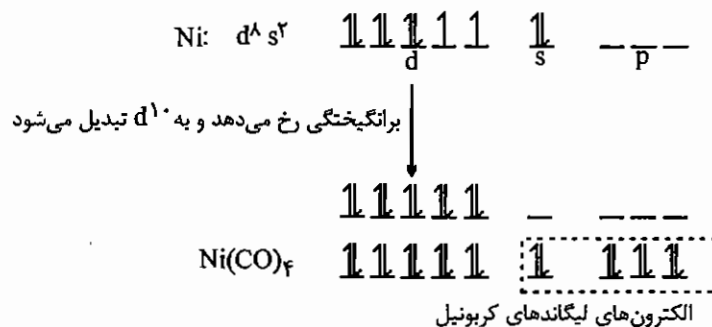 Ni: d⁸ s²
d s p
برانگیختگی رخ می‌دهد و به d¹⁰ تبدیل می‌شود
Ni(CO)₄
الکترون‌های لیگاندهای کربونیل